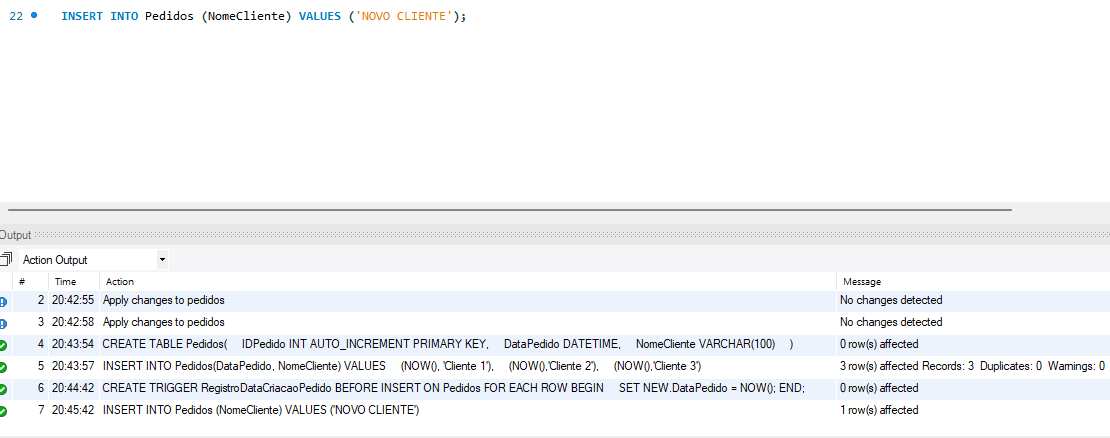 22 INSERT INTO Pedidos (NomeCliente) VALUES ('NOVO CLIENTE');
Output
Action Output
# Time Action Message
2 20:42:55 Apply changes to pedidos No changes detected
3 20:42:58 Apply changes to pedidos No changes detected
4 20:43:54 CREATE TABLE Pedidos( IDPedido INT AUTO_INCREMENT PRIMARY KEY, DataPedido DATETIME, NomeCliente VARCHAR(100) ) 0 row(s) affected
5 20:43:57 INSERT INTO Pedidos(DataPedido, NomeCliente) VALUES (NOW(), 'Cliente 1'), (NOW(),'Cliente 2'), (NOW(),'Cliente 3') 3 row(s) affected Records: 3 Duplicates: 0 Warnings: 0
6 20:44:42 CREATE TRIGGER RegistroDataCriacaoPedido BEFORE INSERT ON Pedidos FOR EACH ROW BEGIN SET NEW.DataPedido = NOW(); END; 0 row(s) affected
7 20:45:42 INSERT INTO Pedidos (NomeCliente) VALUES ('NOVO CLIENTE') 1 row(s) affected